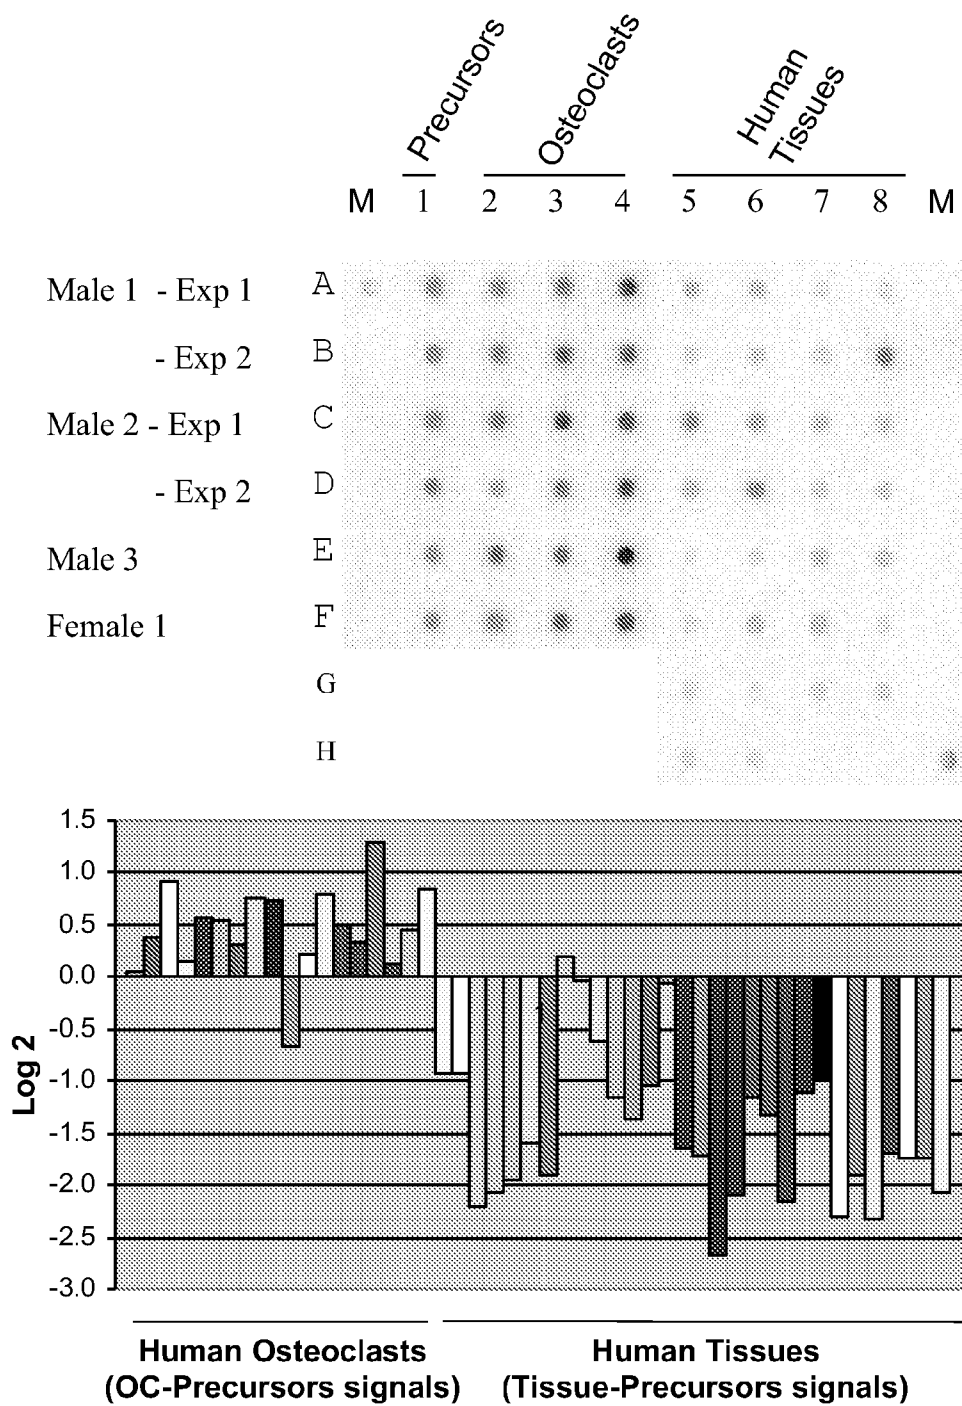 Precursors
Osteoclasts
Human
Tissues
M 1 2 3 4 5 6 7 8 M
Male 1 - Exp 1 A
- Exp 2 B
Male 2 - Exp 1 C
- Exp 2 D
Male 3 E
Female 1 F
G
H
1.5
1.0
0.5
0.0
-0.5
-1.0
-1.5
-2.0
-2.5
-3.0
Log 2
Human Osteoclasts
(OC-Precursors signals)
Human Tissues
(Tissue-Precursors signals)